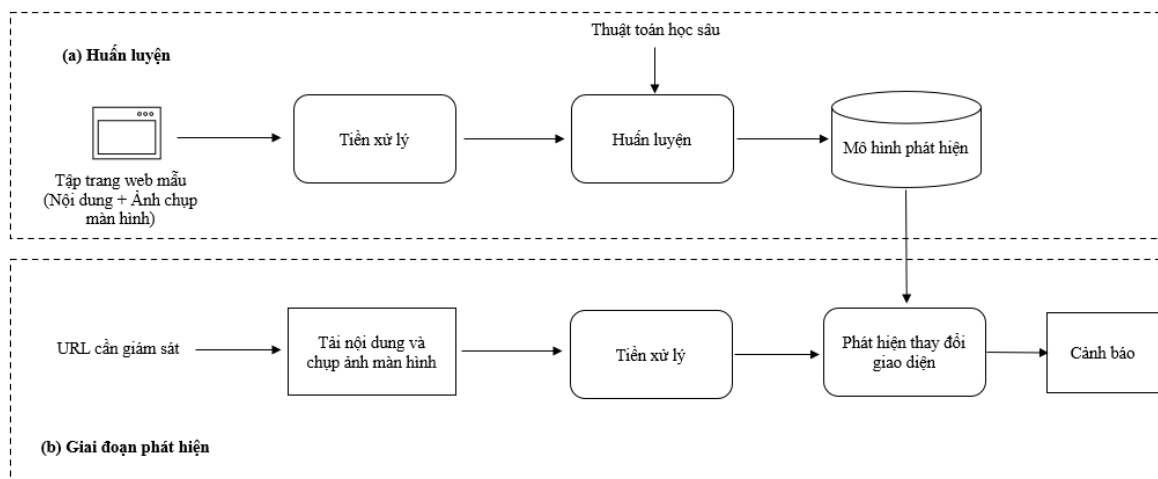 Thuật toán học sâu
(a) Huấn luyện
Tiền xử lý
Huấn luyện
Mô hình phát hiện
Tập trang web mẫu
(Nội dung + Ảnh chụp
màn hình)
URL cần giám sát
Tải nội dung và
chụp ảnh màn hình
Tiền xử lý
Phát hiện thay đổi
giao diện
Cảnh báo
(b) Giai đoạn phát hiện